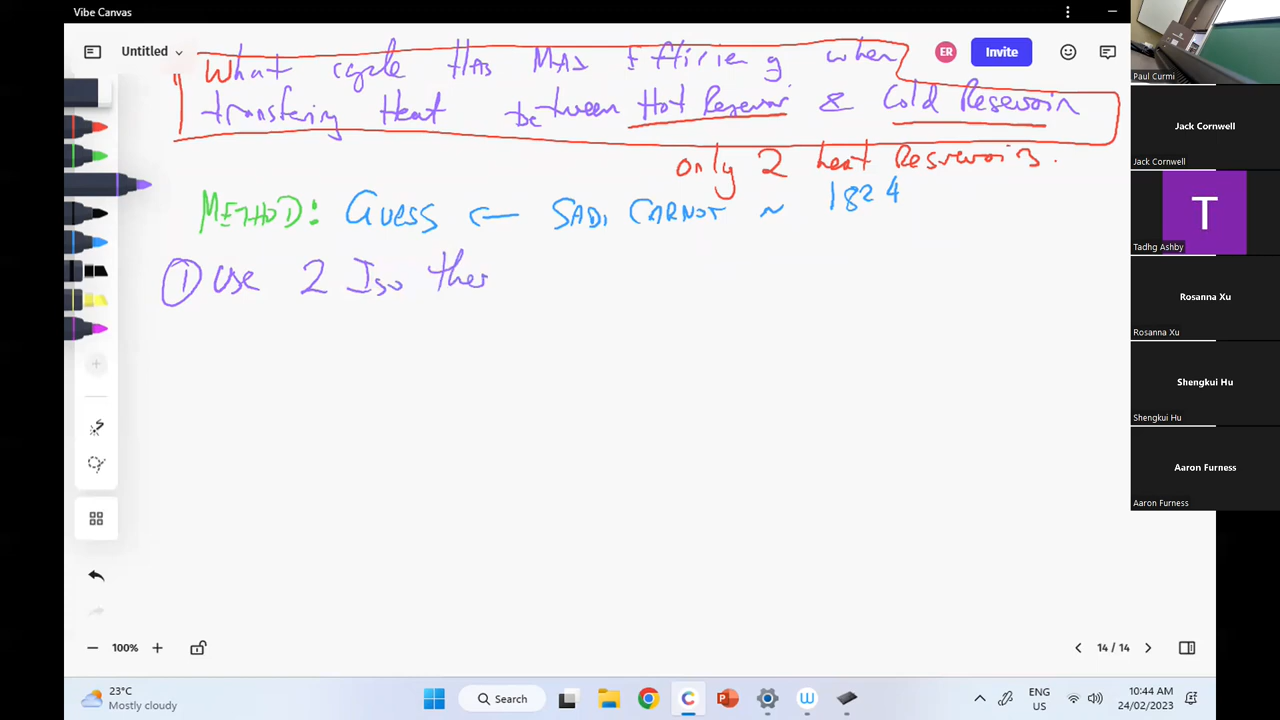 Vibe Canvas
Untitled
ER
Invite
What cycle HAS MAX Efficiency when
transfering Heat between Hot Reservoir & Cold Reservoir
only 2 heat Reservoirs.
METHOD: Guess ← SADI CARNOT ~ 1824
① Use 2 Iso ther
100%
14 / 14
Paul Curmi
Jack Cornwell
Jack Cornwell
T
Tadhg Ashby
Rosanna Xu
Rosanna Xu
Shengkui Hu
Shengkui Hu
Aaron Furness
Aaron Furness
23°C
Mostly cloudy
Search
ENG
US
10:44 AM
24/02/2023